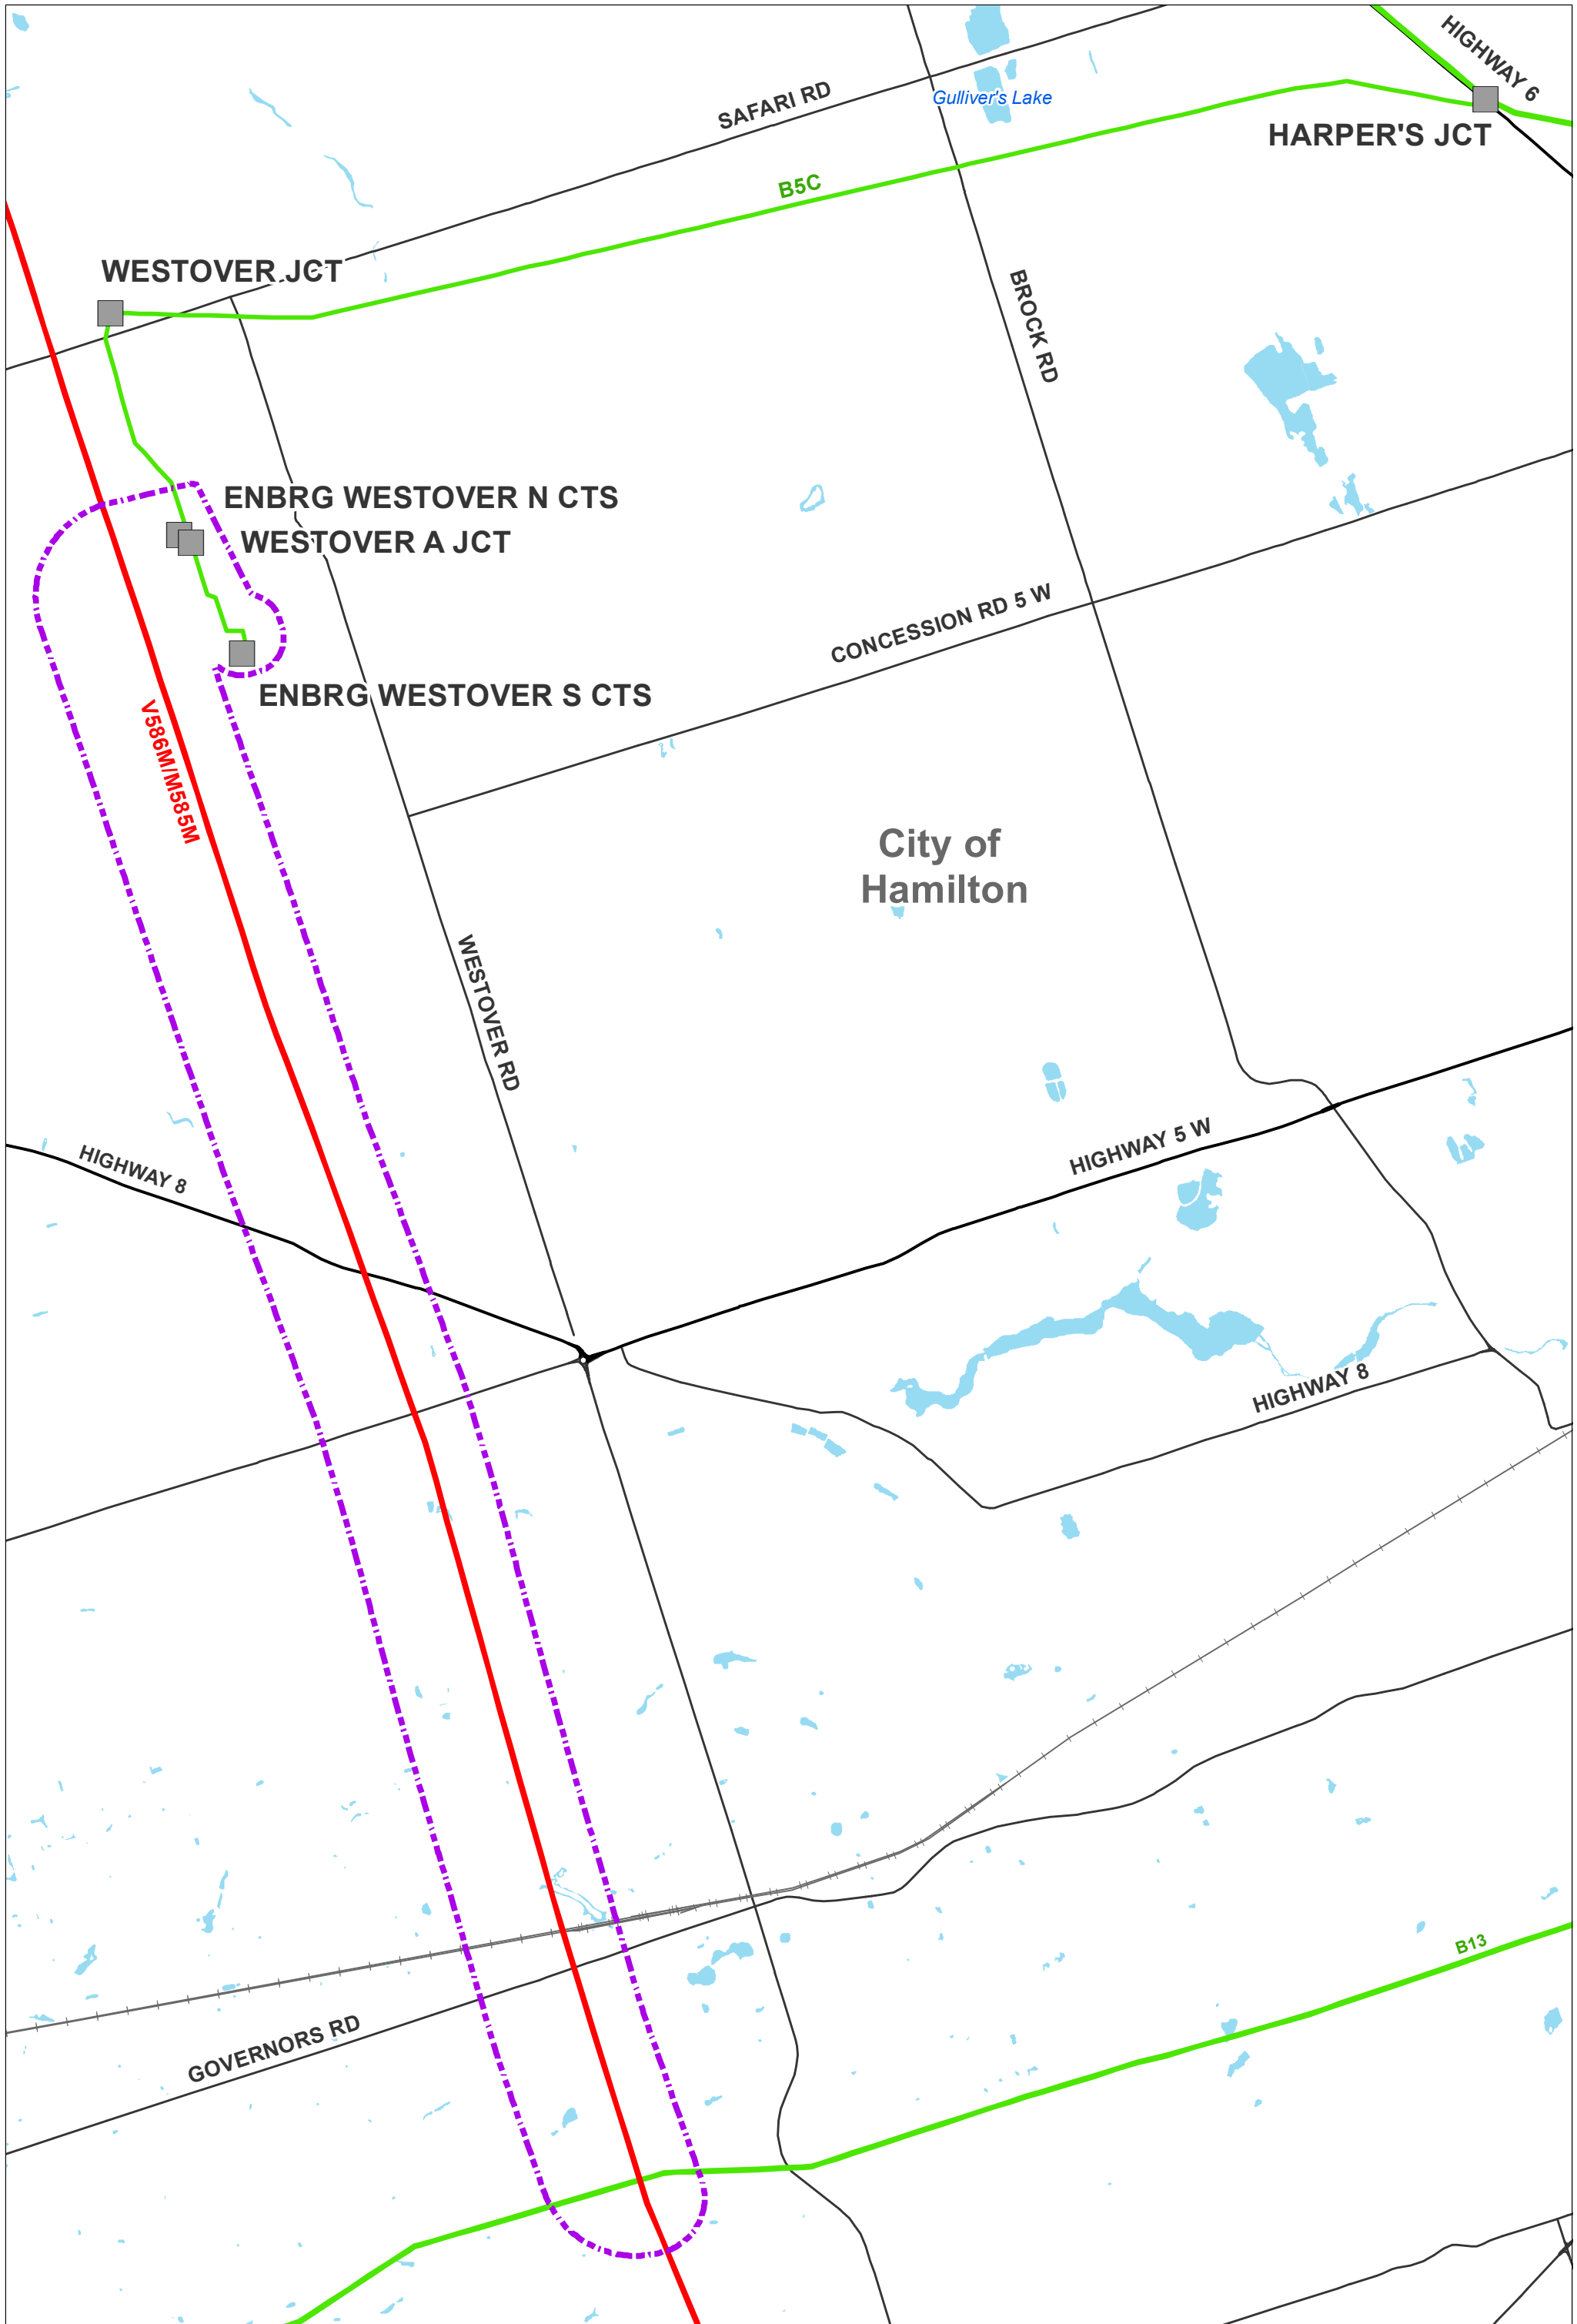 HIGHWAY 6
SAFARI RD
Gulliver's Lake
HARPER'S JCT
B5C
WESTOVER JCT
BROCK RD
ENBRG WESTOVER N CTS
WESTOVER A JCT
CONCESSION RD 5 W
ENBRG WESTOVER S CTS
V586M/M585M
City of
Hamilton
WESTOVER RD
HIGHWAY 5 W
HIGHWAY 8
HIGHWAY 8
B13
GOVERNORS RD